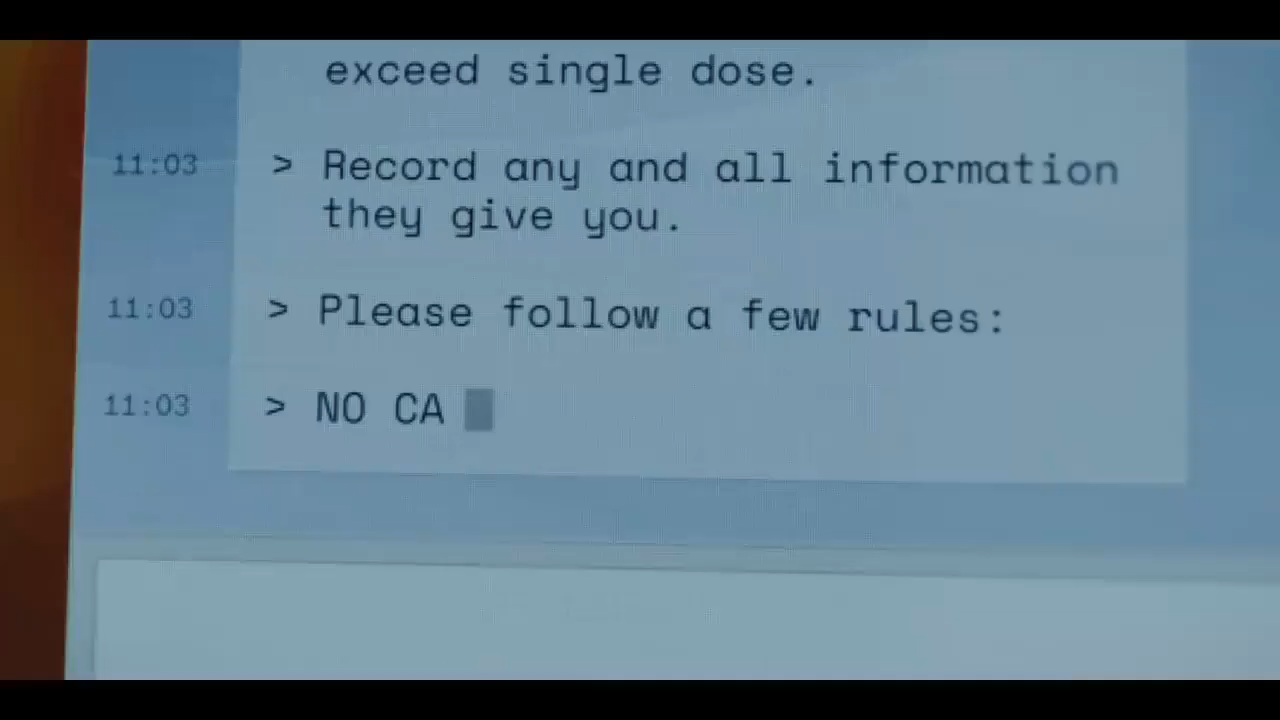 exceed single dose.
11:03 > Record any and all information
they give you.
11:03 > Please follow a few rules:
11:03 > NO CA